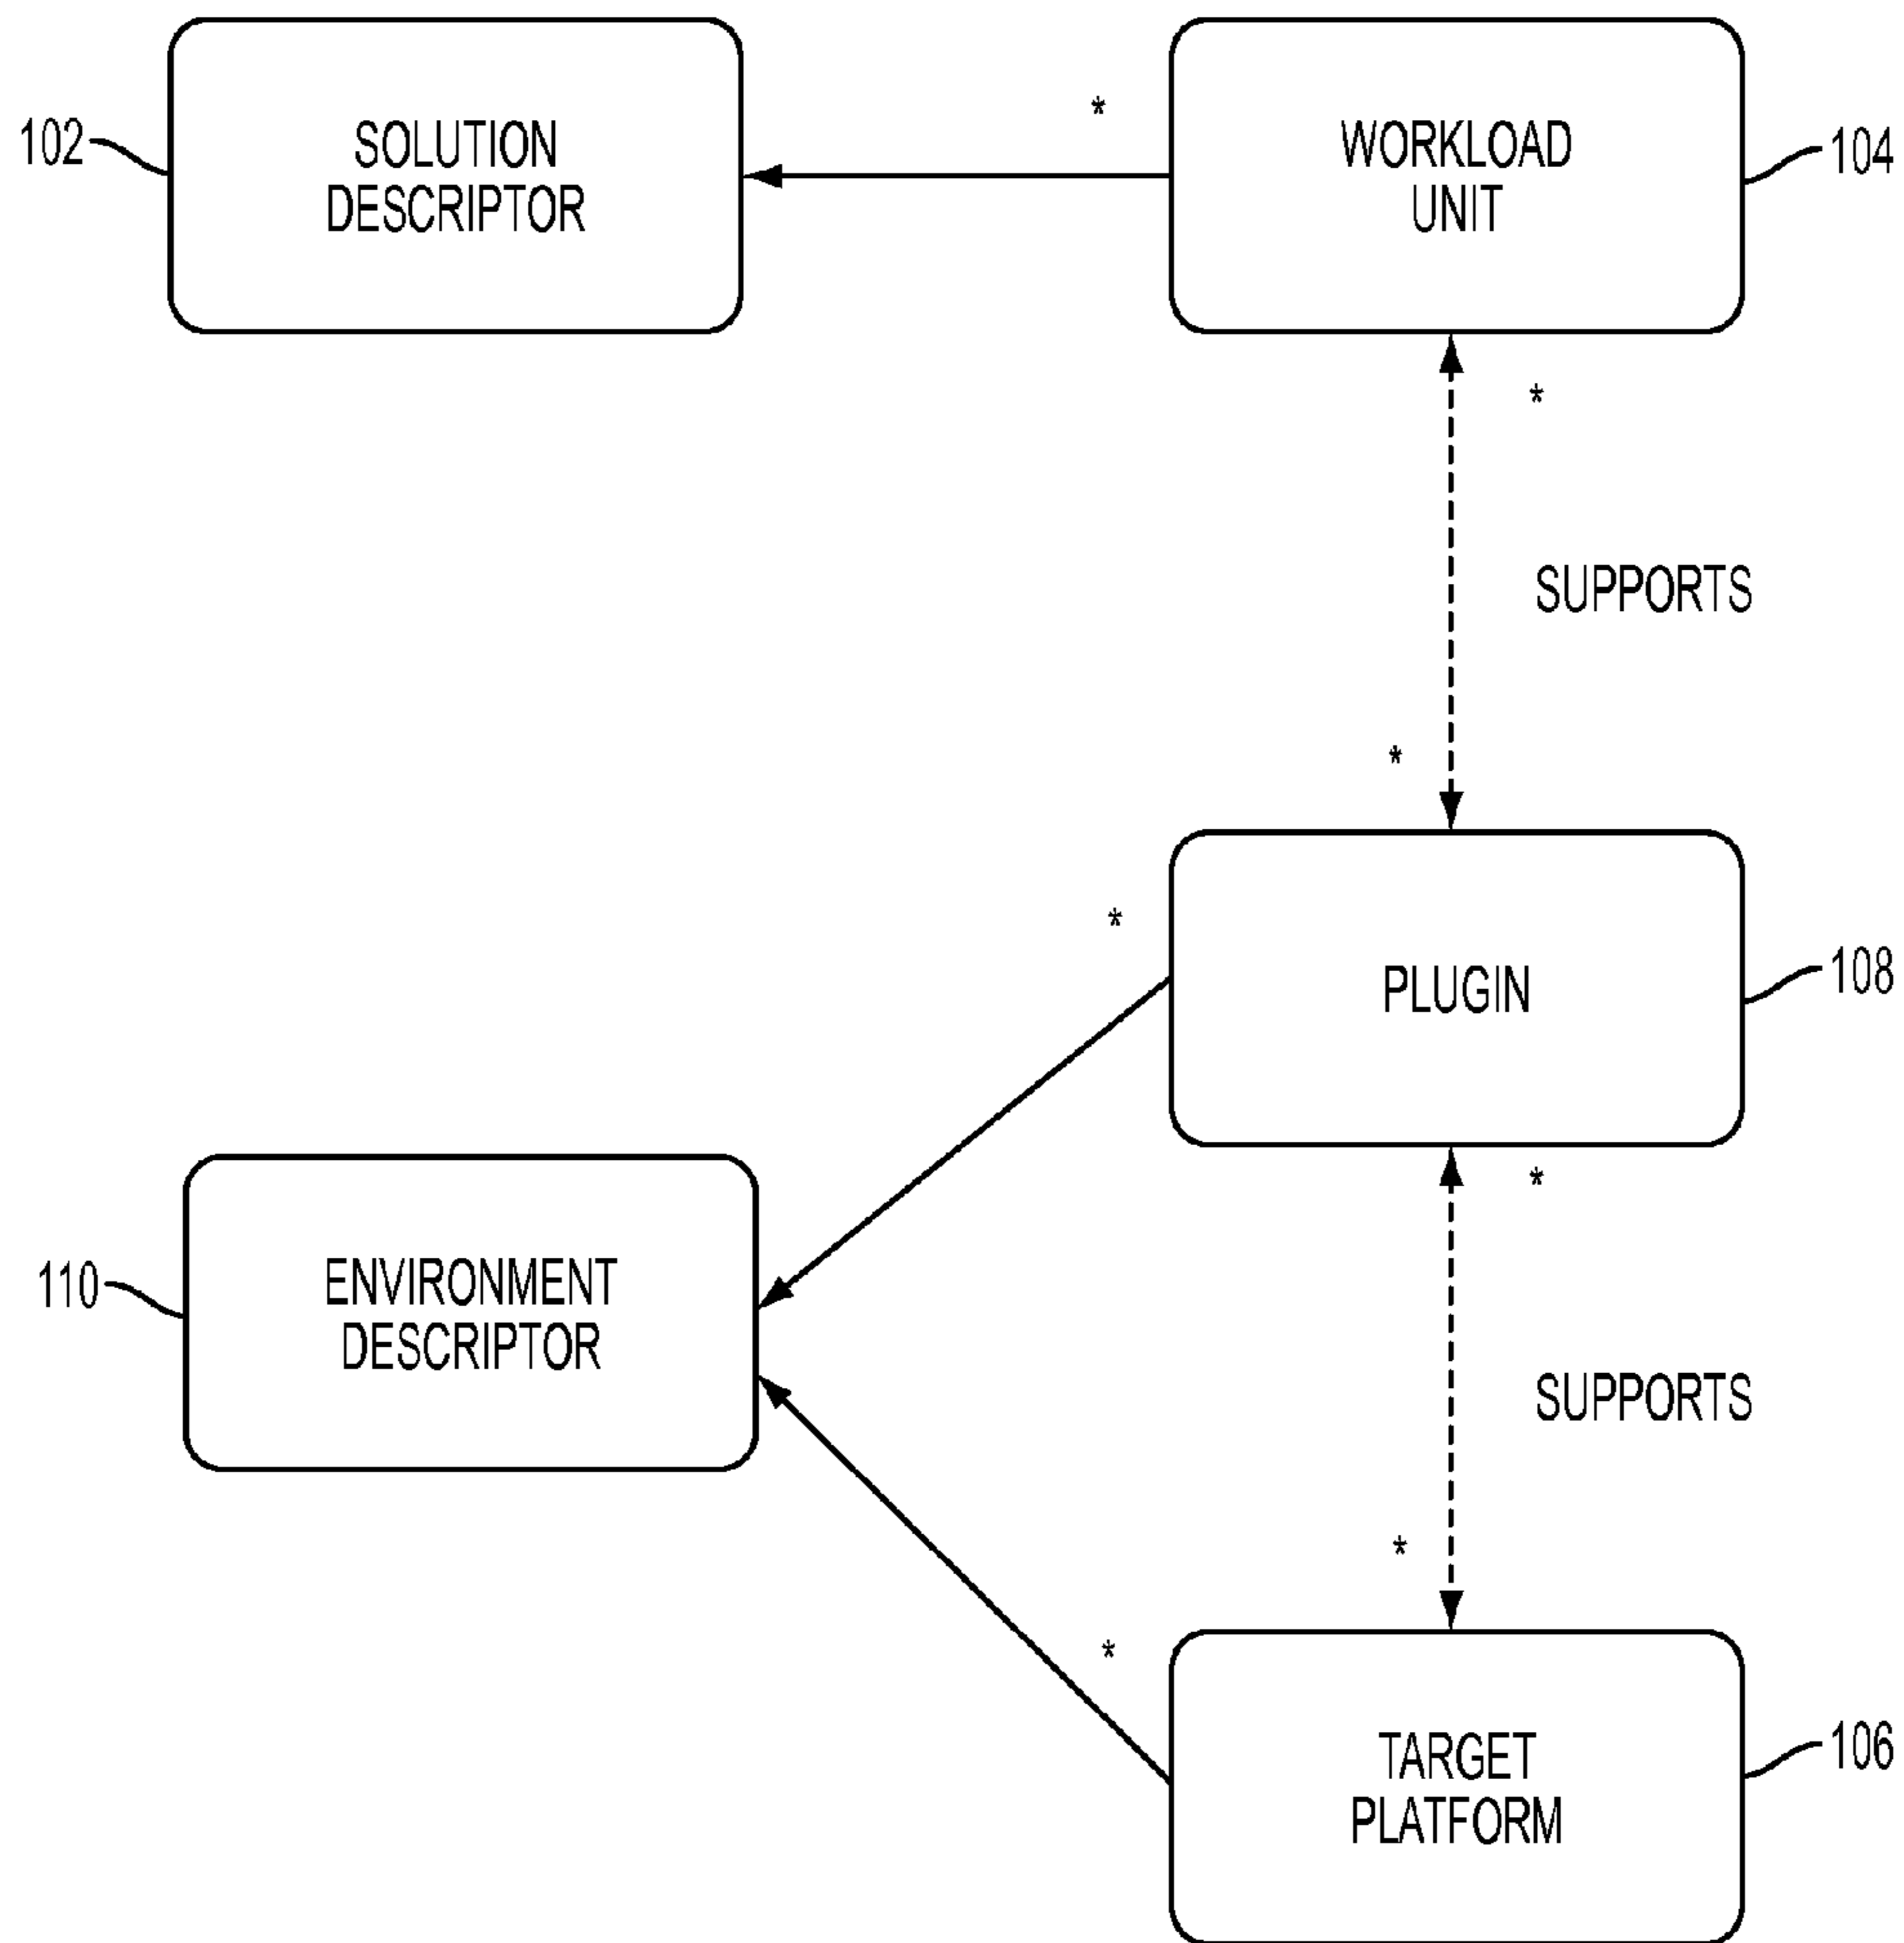 102
SOLUTION
DESCRIPTOR
*
WORKLOAD
UNIT
104
*
SUPPORTS
*
*
PLUGIN
108
*
110
ENVIRONMENT
DESCRIPTOR
SUPPORTS
*
*
TARGET
PLATFORM
106